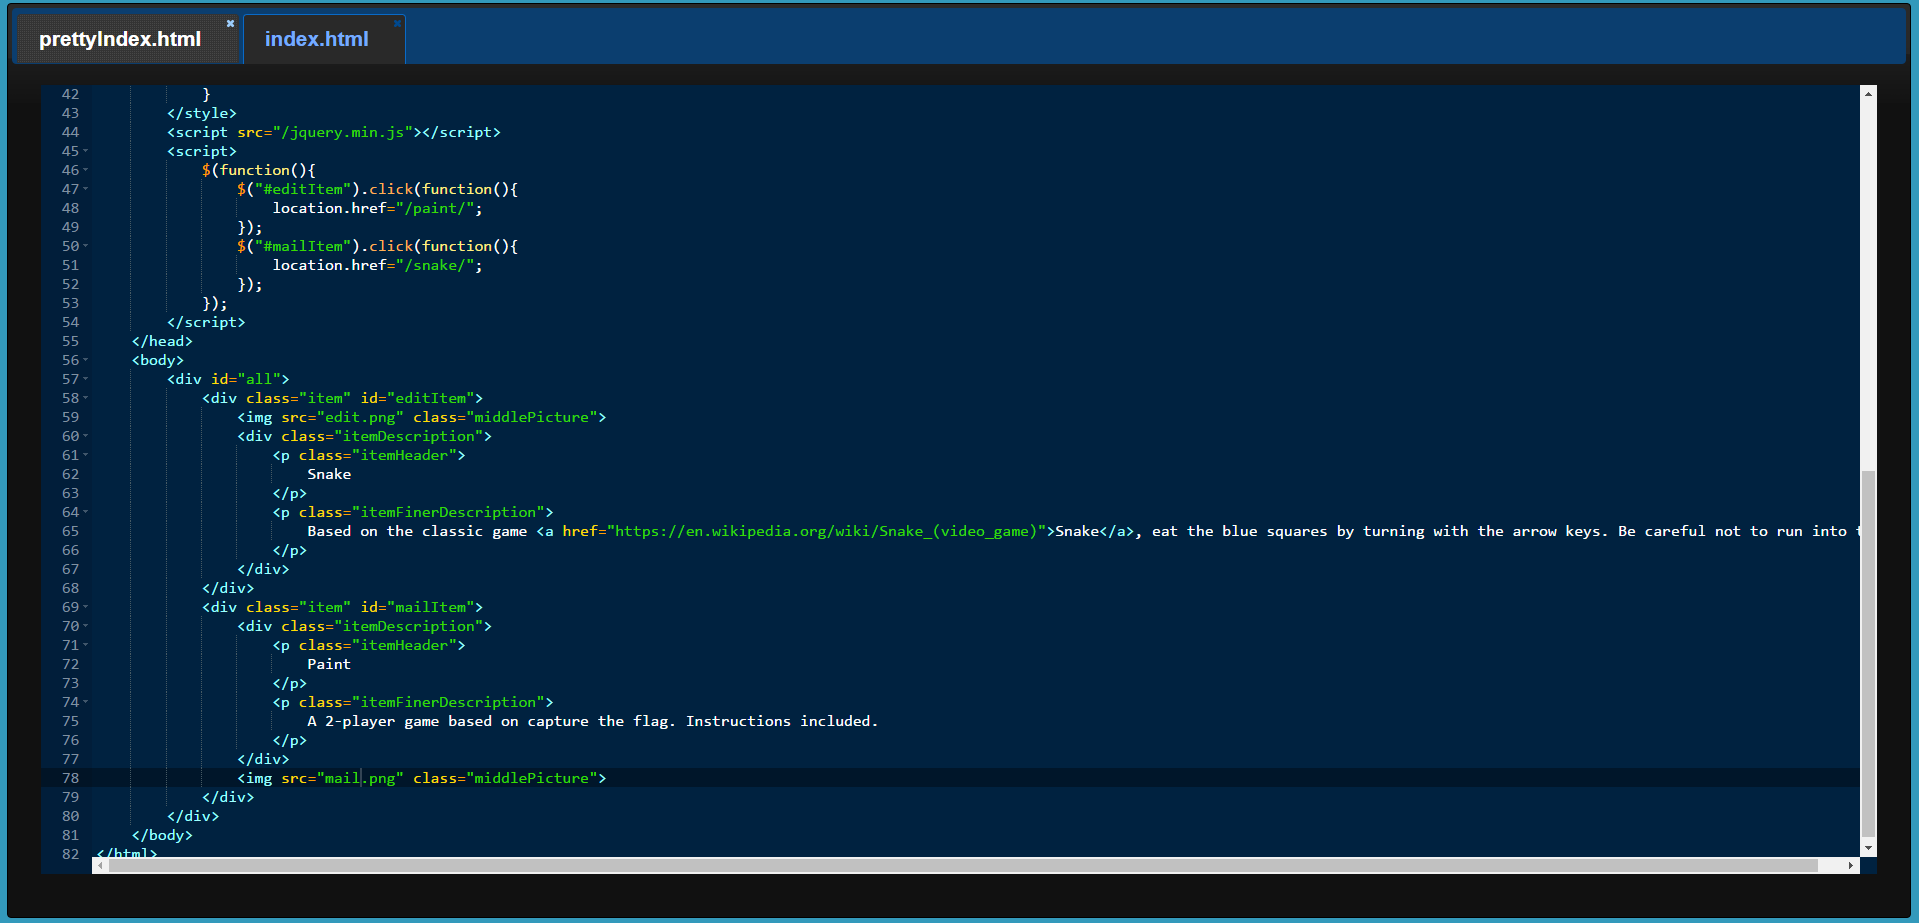 prettyIndex.html
index.html
42 }
43 </style>
44 <script src="/jquery.min.js"></script>
45 <script>
46 $(function(){
47 $("#editItem").click(function(){
48 location.href="/paint/";
49 });
50 $("#mailItem").click(function(){
51 location.href="/snake/";
52 });
53 });
54 </script>
55 </head>
56 <body>
57 <div id="all">
58 <div class="item" id="editItem">
59 <img src="edit.png" class="middlePicture">
60 <div class="itemDescription">
61 <p class="itemHeader">
62 Snake
63 </p>
64 <p class="itemFinerDescription">
65 Based on the classic game <a href="https://en.wikipedia.org/wiki/Snake_(video_game)">Snake</a>, eat the blue squares by turning with the arrow keys. Be careful not to run into
66 </p>
67 </div>
68 </div>
69 <div class="item" id="mailItem">
70 <div class="itemDescription">
71 <p class="itemHeader">
72 Paint
73 </p>
74 <p class="itemFinerDescription">
75 A 2-player game based on capture the flag. Instructions included.
76 </p>
77 </div>
78 <img src="mail.png" class="middlePicture">
79 </div>
80 </div>
81 </body>
82 </html>